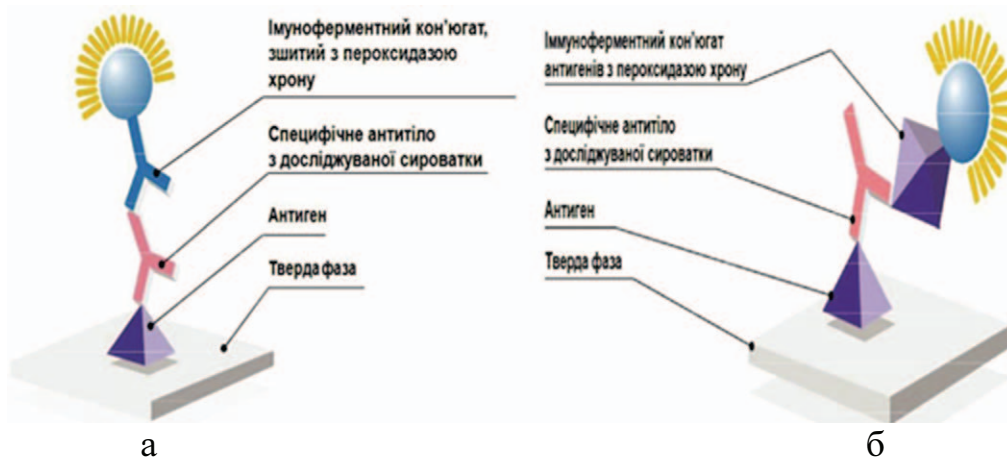 Імуноферментний кон'югат,
зшитий з пероксидазою
хрону
Специфічне антитіло
з досліджуваної сироватки
Антиген
Тверда фаза
а
Іммуноферментний кон'югат
антигенів з пероксидазою хрону
Специфічне антитіло
з досліджуваної сироватки
Антиген
Тверда фаза
б